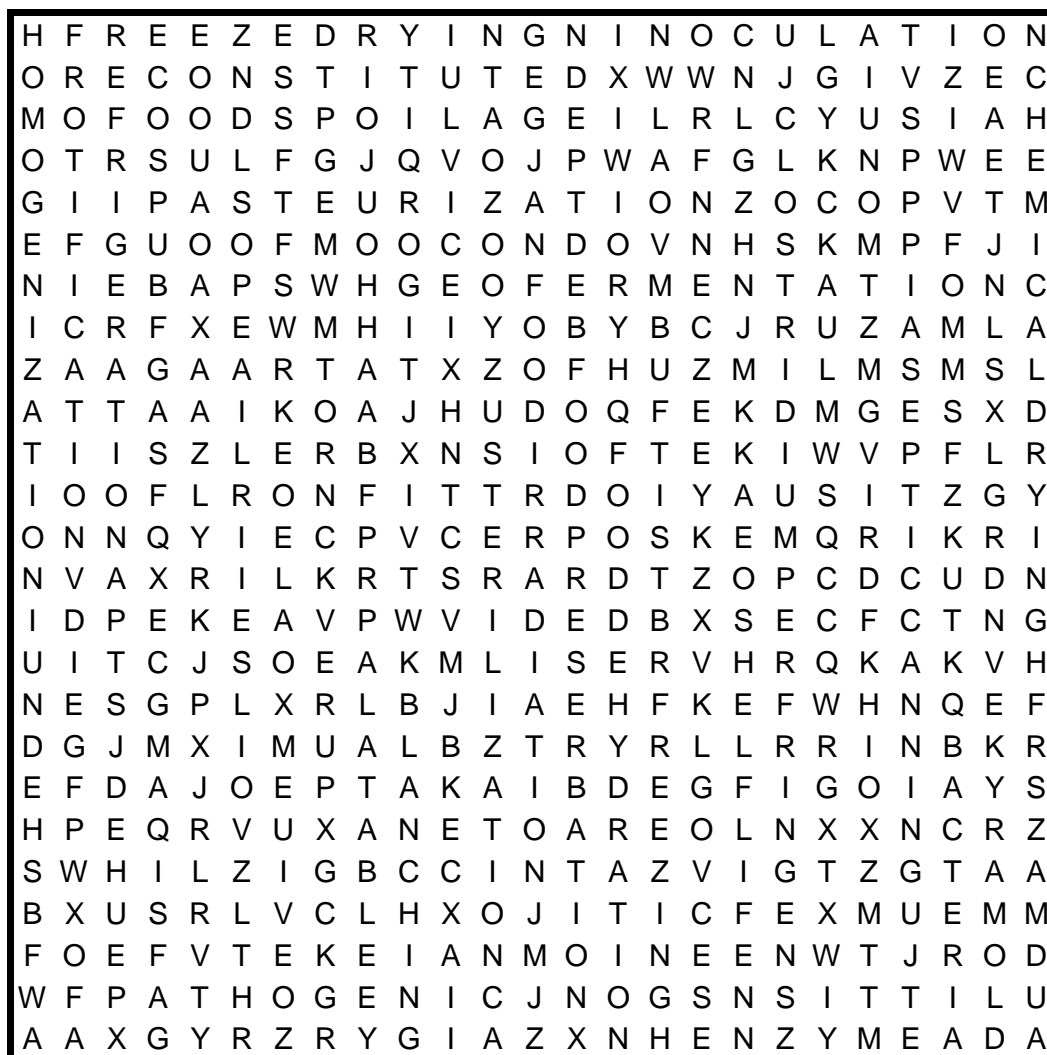 H F R E E Z E D R Y I N G N I N O C U L A T I O N
O R E C O N S T I T U T E D X W W N J G I V Z E C
M O F O O D S P O I L A G E I L R L C Y U S I A H
O T R S U L F G J Q V O J P W A F G L K N P W E E
G I I P A S T E U R I Z A T I O N Z O C O P V T M
E F G U O O F M O O C O N D O V N H S K M P F J I
N I E B A P S W H G E O F E R M E N T A T I O N C
I C R F X E W M H I I Y O B Y B C J R U Z A M L A
Z A A G A A R T A T X Z O F H U Z M I L M S M S L
A T T A A I K O A J H U D O Q F E K D M G E S X D
T I I S Z L E R B X N S I O F T E K I W V P F L R
I O O F L R O N F I T T R D O I Y A U S I T Z G Y
O N N Q Y I E C P V C E R P O S K E M Q R I K R I
N V A X R I L K R T S R A R D T Z O P C D C U D N
I D P E K E A V P W V I D E D B X S E C F C T N G
U I T C J S O E A K M L I S E R V H R Q K A K V H
N E S G P L X R L B J I A E H F K E F W H N Q E F
D G J M X I M U A L B Z T R Y R L L R R I N B K R
E F D A J O E P T A K A I B D E G F I G O I A Y S
H P E Q R V U X A N E T O A R E O L N X X N C R Z
S W H I L Z I G B C C I N T A Z V I G T Z G T A A
B X U S R L V C L H X O J I T I C F E X M U E M M
F O E F V T E K E I A N M O I N E E N W T J R O D
W F P A T H O G E N I C J N O G S N S I T T I L U
A A X G Y R Z R Y G I A Z X N H E N Z Y M E A D A